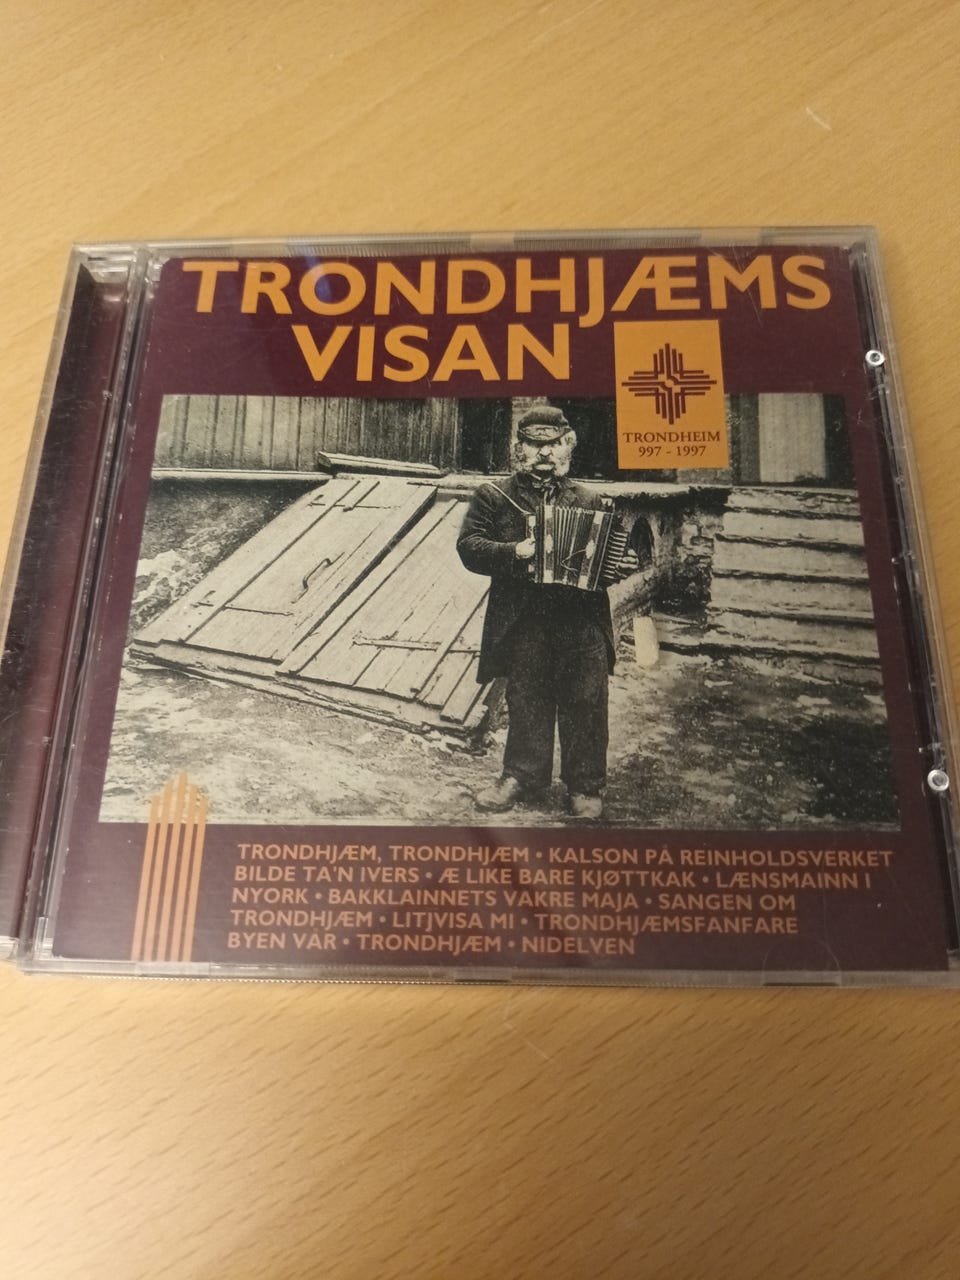 TRONDHJÆMS
VISAN
TRONDHEIM
997 - 1997
TRONDHJÆM, TRONDHJÆM • KALSON PÅ REINHOLDSVERKET
BILDE TA'N IVERS • Æ LIKE BARE KJØTTKAK • LÆNSMAINN I
NYORK • BAKKLAINNETS VAKRE MAJA • SANGEN OM
TRONDHJÆM • LITJVISA MI • TRONDHJÆMSFANFARE
BYEN VÅR • TRONDHJÆM • NIDELVEN